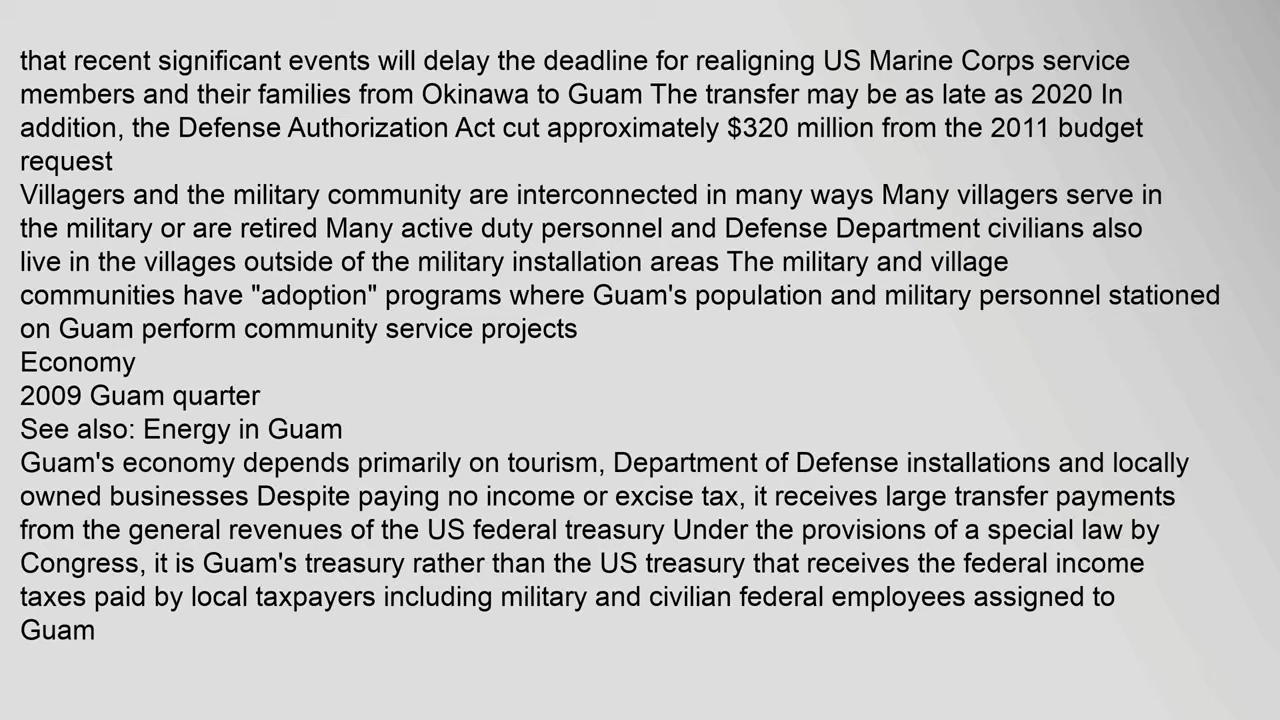 that recent significant events will delay the deadline for realigning US Marine Corps service
members and their families from Okinawa to Guam The transfer may be as late as 2020 In
addition, the Defense Authorization Act cut approximately $320 million from the 2011 budget
request
Villagers and the military community are interconnected in many ways Many villagers serve in
the military or are retired Many active duty personnel and Defense Department civilians also
live in the villages outside of the military installation areas The military and village
communities have "adoption" programs where Guam's population and military personnel stationed
on Guam perform community service projects
Economy
2009 Guam quarter
See also: Energy in Guam
Guam's economy depends primarily on tourism, Department of Defense installations and locally
owned businesses Despite paying no income or excise tax, it receives large transfer payments
from the general revenues of the US federal treasury Under the provisions of a special law by
Congress, it is Guam's treasury rather than the US treasury that receives the federal income
taxes paid by local taxpayers including military and civilian federal employees assigned to
Guam